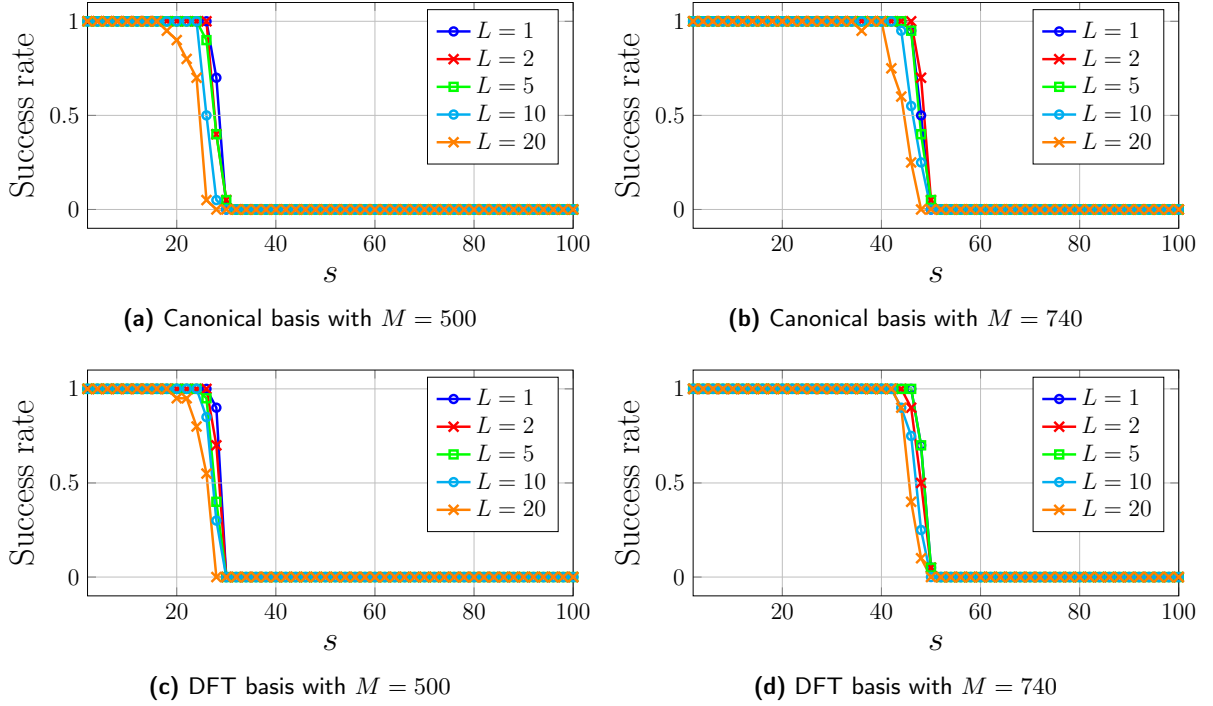 1
0.5
0
Success rate
20 40 60 80 100
s
L = 1
L = 2
L = 5
L = 10
L = 20
(a) Canonical basis with M = 500
1
0.5
0
Success rate
20 40 60 80 100
s
L = 1
L = 2
L = 5
L = 10
L = 20
(b) Canonical basis with M = 740
1
0.5
0
Success rate
20 40 60 80 100
s
L = 1
L = 2
L = 5
L = 10
L = 20
(c) DFT basis with M = 500
1
0.5
0
Success rate
20 40 60 80 100
s
L = 1
L = 2
L = 5
L = 10
L = 20
(d) DFT basis with M = 740